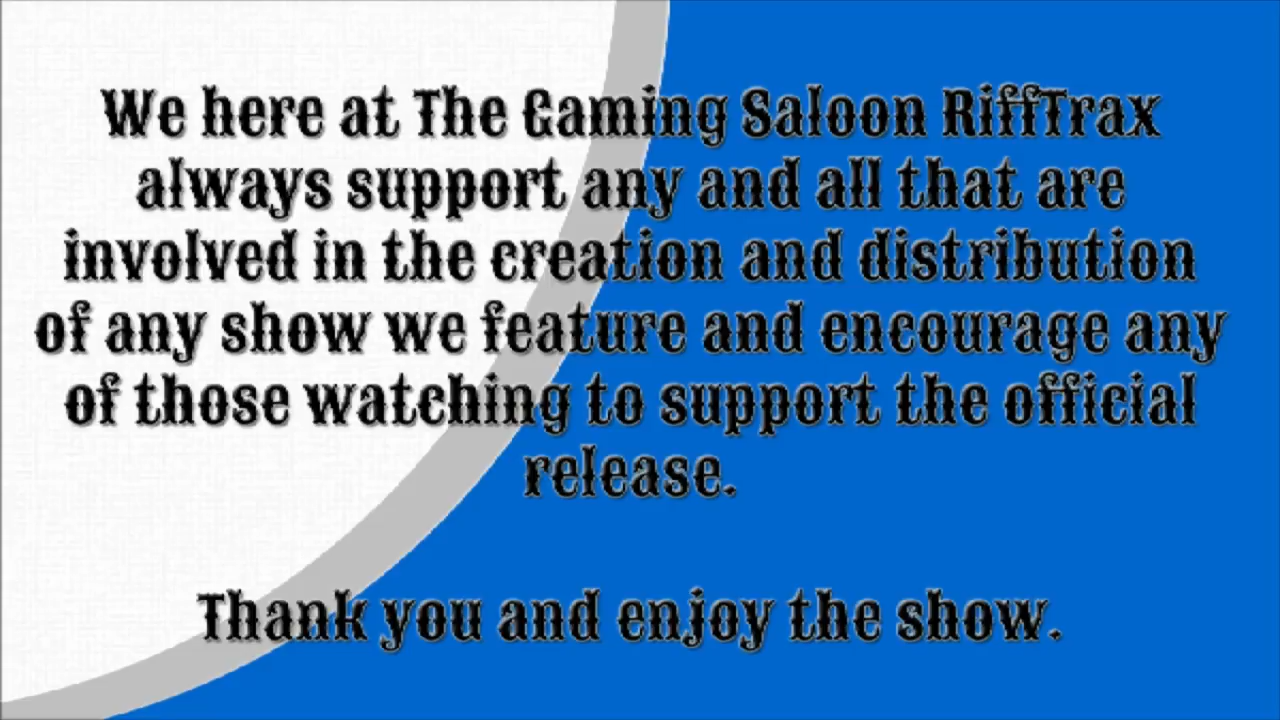 We here at The Gaming Saloon RiffTrax
always support any and all that are
involved in the creation and distribution
of any show we feature and encourage any
of those watching to support the official
release.
Thank you and enjoy the show.